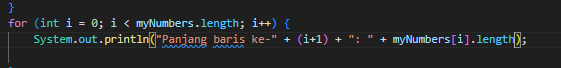 }
for (int i = 0; i < myNumbers.length; i++) {
System.out.println("Panjang baris ke-" + (i+1) + ": " + myNumbers[i].length);